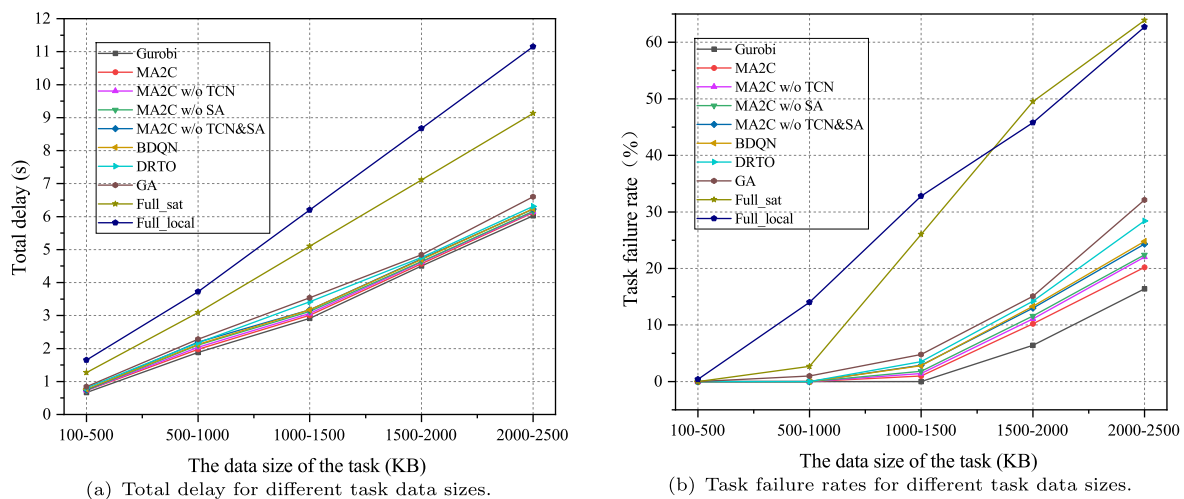 12
11
10
9
8
7
6
5
4
3
2
1
0
Total delay (s)
Gurobi
MA2C
MA2C w/o TCN
MA2C w/o SA
MA2C w/o TCN&SA
BDQN
DRTO
GA
Full_sat
Full_local
100-500 500-1000 1000-1500 1500-2000 2000-2500
The data size of the task (KB)
(a) Total delay for different task data sizes.
60
50
40
30
20
10
0
Task failure rate (%)
Gurobi
MA2C
MA2C w/o TCN
MA2C w/o SA
MA2C w/o TCN&SA
BDQN
DRTO
GA
Full_sat
Full_local
100-500 500-1000 1000-1500 1500-2000 2000-2500
The data size of the task (KB)
(b) Task failure rates for different task data sizes.